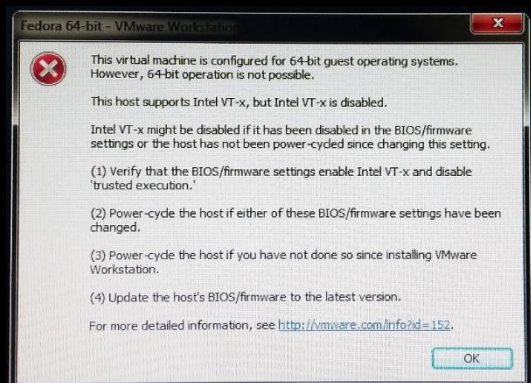 Fedora 64-bit - VMware Workstation
X
This virtual machine is configured for 64-bit guest operating systems.
However, 64-bit operation is not possible.
This host supports Intel VT-x, but Intel VT-x is disabled.
Intel VT-x might be disabled if it has been disabled in the BIOS/firmware
settings or the host has not been power-cycled since changing this setting.
(1) Verify that the BIOS/firmware settings enable Intel VT-x and disable
'trusted execution.'
(2) Power-cycle the host if either of these BIOS/firmware settings have been
changed.
(3) Power-cycle the host if you have not done so since installing VMware
Workstation.
(4) Update the host's BIOS/firmware to the latest version.
For more detailed information, see http://vmware.com/info?id=152.
OK